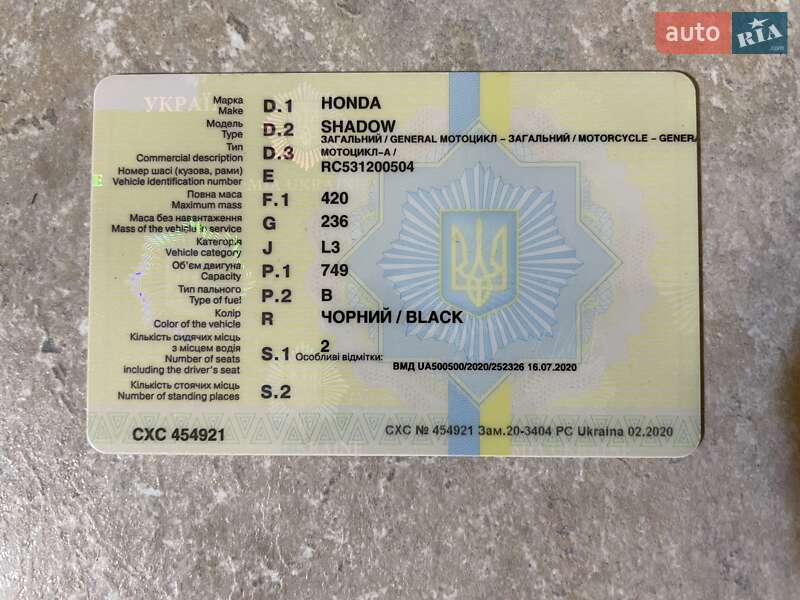 auto RIA.com
УКРАЇ
Марка
Make D.1 HONDA
Модель
Type D.2 SHADOW
ЗАГАЛЬНИЙ / GENERAL МОТОЦИКЛ – ЗАГАЛЬНИЙ / MOTORCYCLE – GENERA
Тип
Commercial description D.3 МОТОЦИКЛ–А /
Номер шасі (кузова, рами)
Vehicle identification number E RC531200504
Повна маса
Maximum mass F.1 420
Маса без навантаження
Mass of the vehicle in service G 236
Категорія
Vehicle category J L3
Об'єм двигуна
Capacity P.1 749
Тип пального
Type of fuel P.2 B
Колір
Color of the vehicle R ЧОРНИЙ / BLACK
Кількість сидячих місць
з місцем водія
Number of seats
including the driver's seat S.1 2
Особливі відмітки:
ВМД UA500500/2020/252326 16.07.2020
Кількість стоячих місць
Number of standing places S.2
СХС 454921
СХС № 454921 Зам.20-3404 РС Ukraina 02.2020